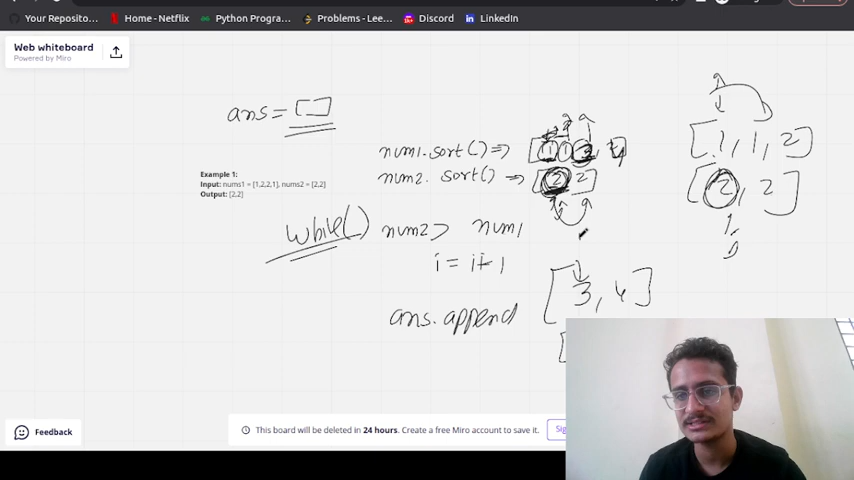 Your Reposito...
Home - Netflix
Python Progra...
Problems - Lee...
Discord
LinkedIn
Web whiteboard
Powered by Miro
ans = []
Example 1:
Input: nums1 = [1,2,2,1], nums2 = [2,2]
Output: [2,2]
num1.sort() =>
num2. sort() => [2 2]
[1, 1, 2]
[2, 2]
while()
num2 > num1
i = i+1
ans.append
[3, 4]
Feedback
This board will be deleted in 24 hours. Create a free Miro account to save it.